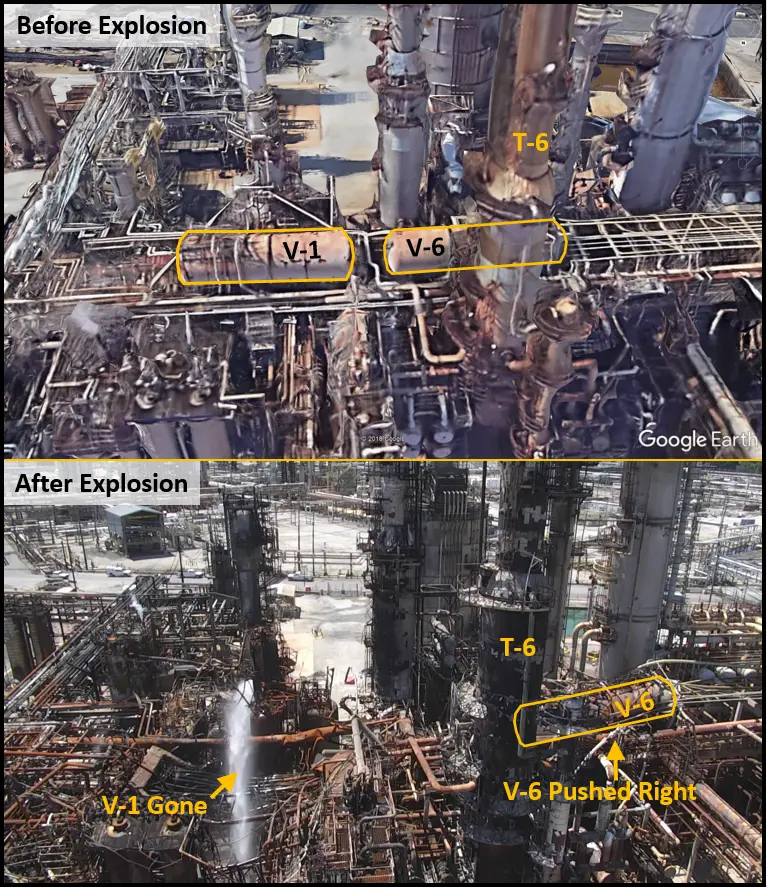 Before Explosion
T-6
V-1
V-6
© 2018 Google
Google Earth
After Explosion
T-6
V-6
V-1 Gone
V-6 Pushed Right